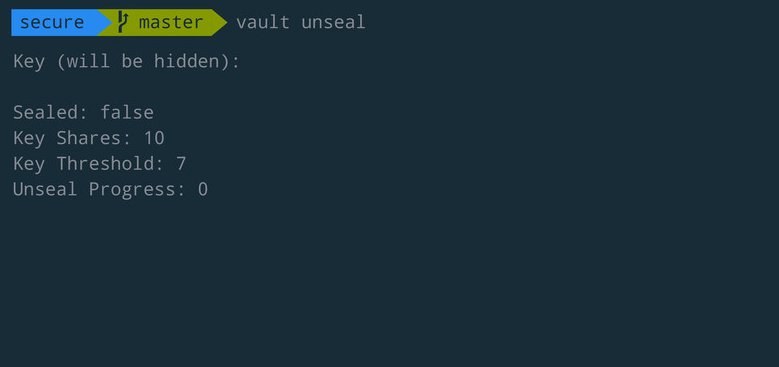 secure master vault unseal
Key (will be hidden):
Sealed: false
Key Shares: 10
Key Threshold: 7
Unseal Progress: 0